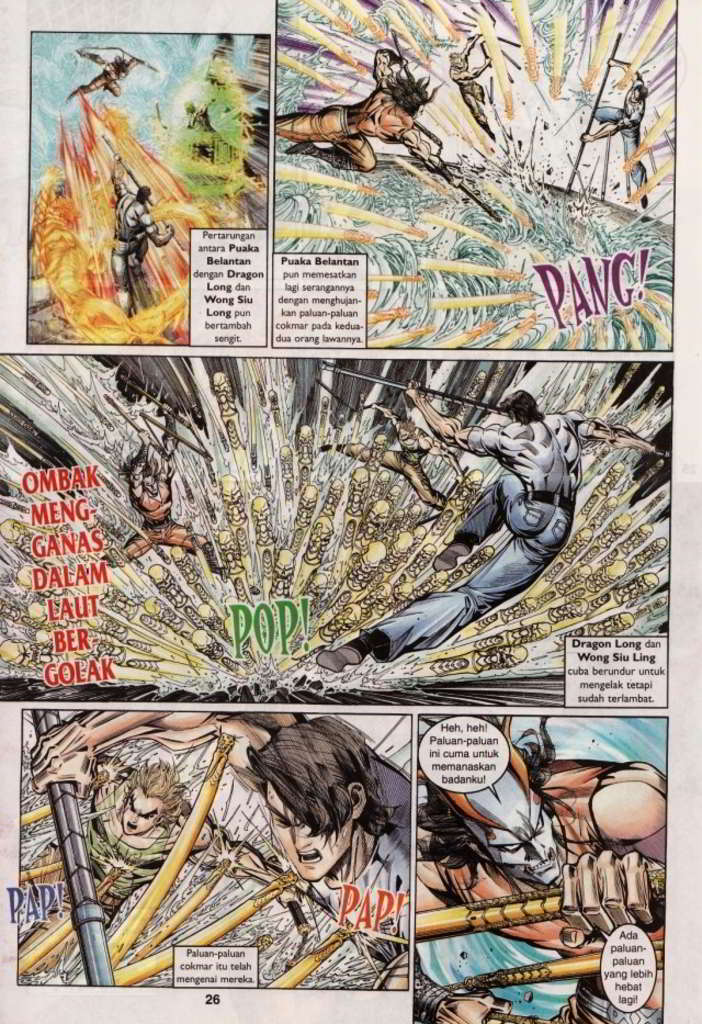 Pertarungan
antara Puaka
Belantan
dengan Dragon
Long dan
Wong Siu
Long pun
bertambah
sengit.
Puaka Belantan
pun memesatkan
lagi serangannya
dengan menghujan-
kan paluan-paluan
cokmar pada kedua-
dua orang lawannya.
PANG!
OMBAK
MENG-
GANAS
DALAM
LAUT
BER
GOLAK
POP!
Dragon Long dan
Wong Siu Ling
cuba berundur untuk
mengelak tetapi
sudah terlambat.
PAP!
PAP!
Paluan-paluan
cokmar itu telah
mengenai mereka.
Heh, heh!
Paluan-paluan
ini cuma untuk
memanaskan
badanku!
Ada
paluan-
paluan
yang lebih
hebat
lagi!
26